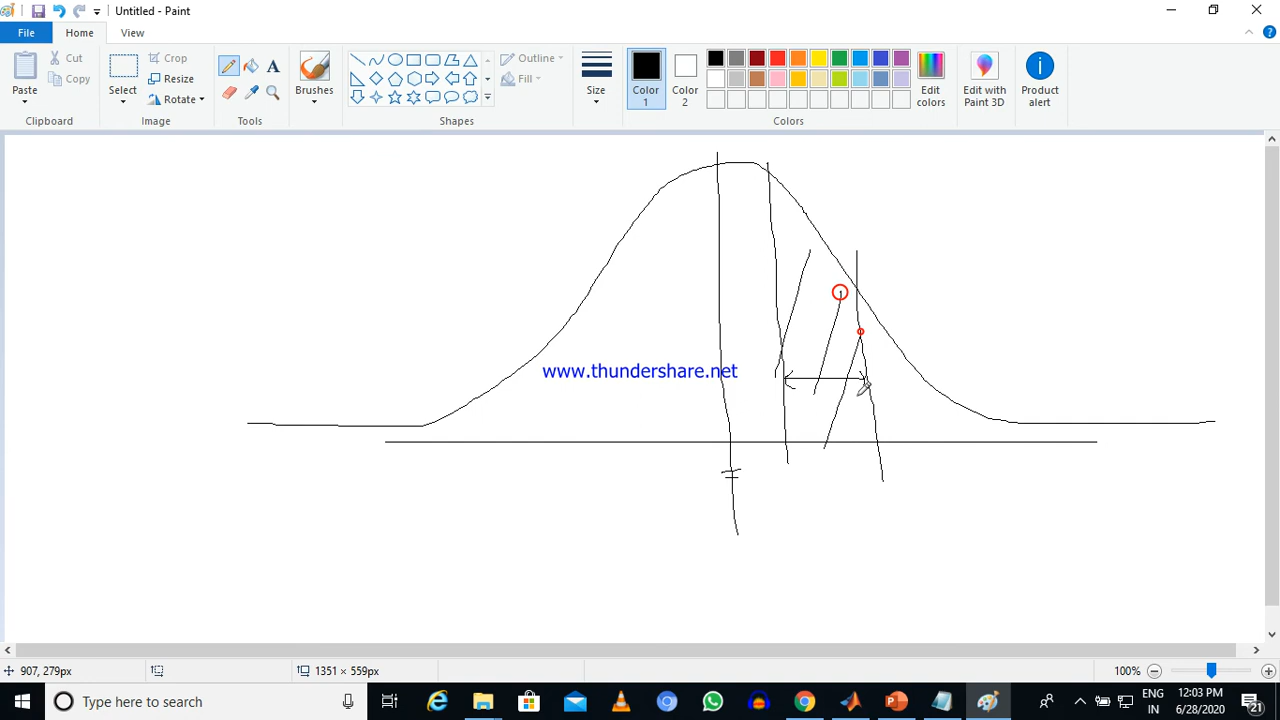 Untitled - Paint
File
Home
View
Paste
Cut
Copy
Clipboard
Select
Crop
Resize
Rotate
Image
A
Tools
Brushes
Outline
Fill
Shapes
Size
Color 1
Color 2
Colors
Edit colors
Edit with Paint 3D
Product alert
www.thundershare.net
907, 279px
1351 × 559px
100%
Type here to search
ENG
IN
12:03 PM
6/28/2020
21